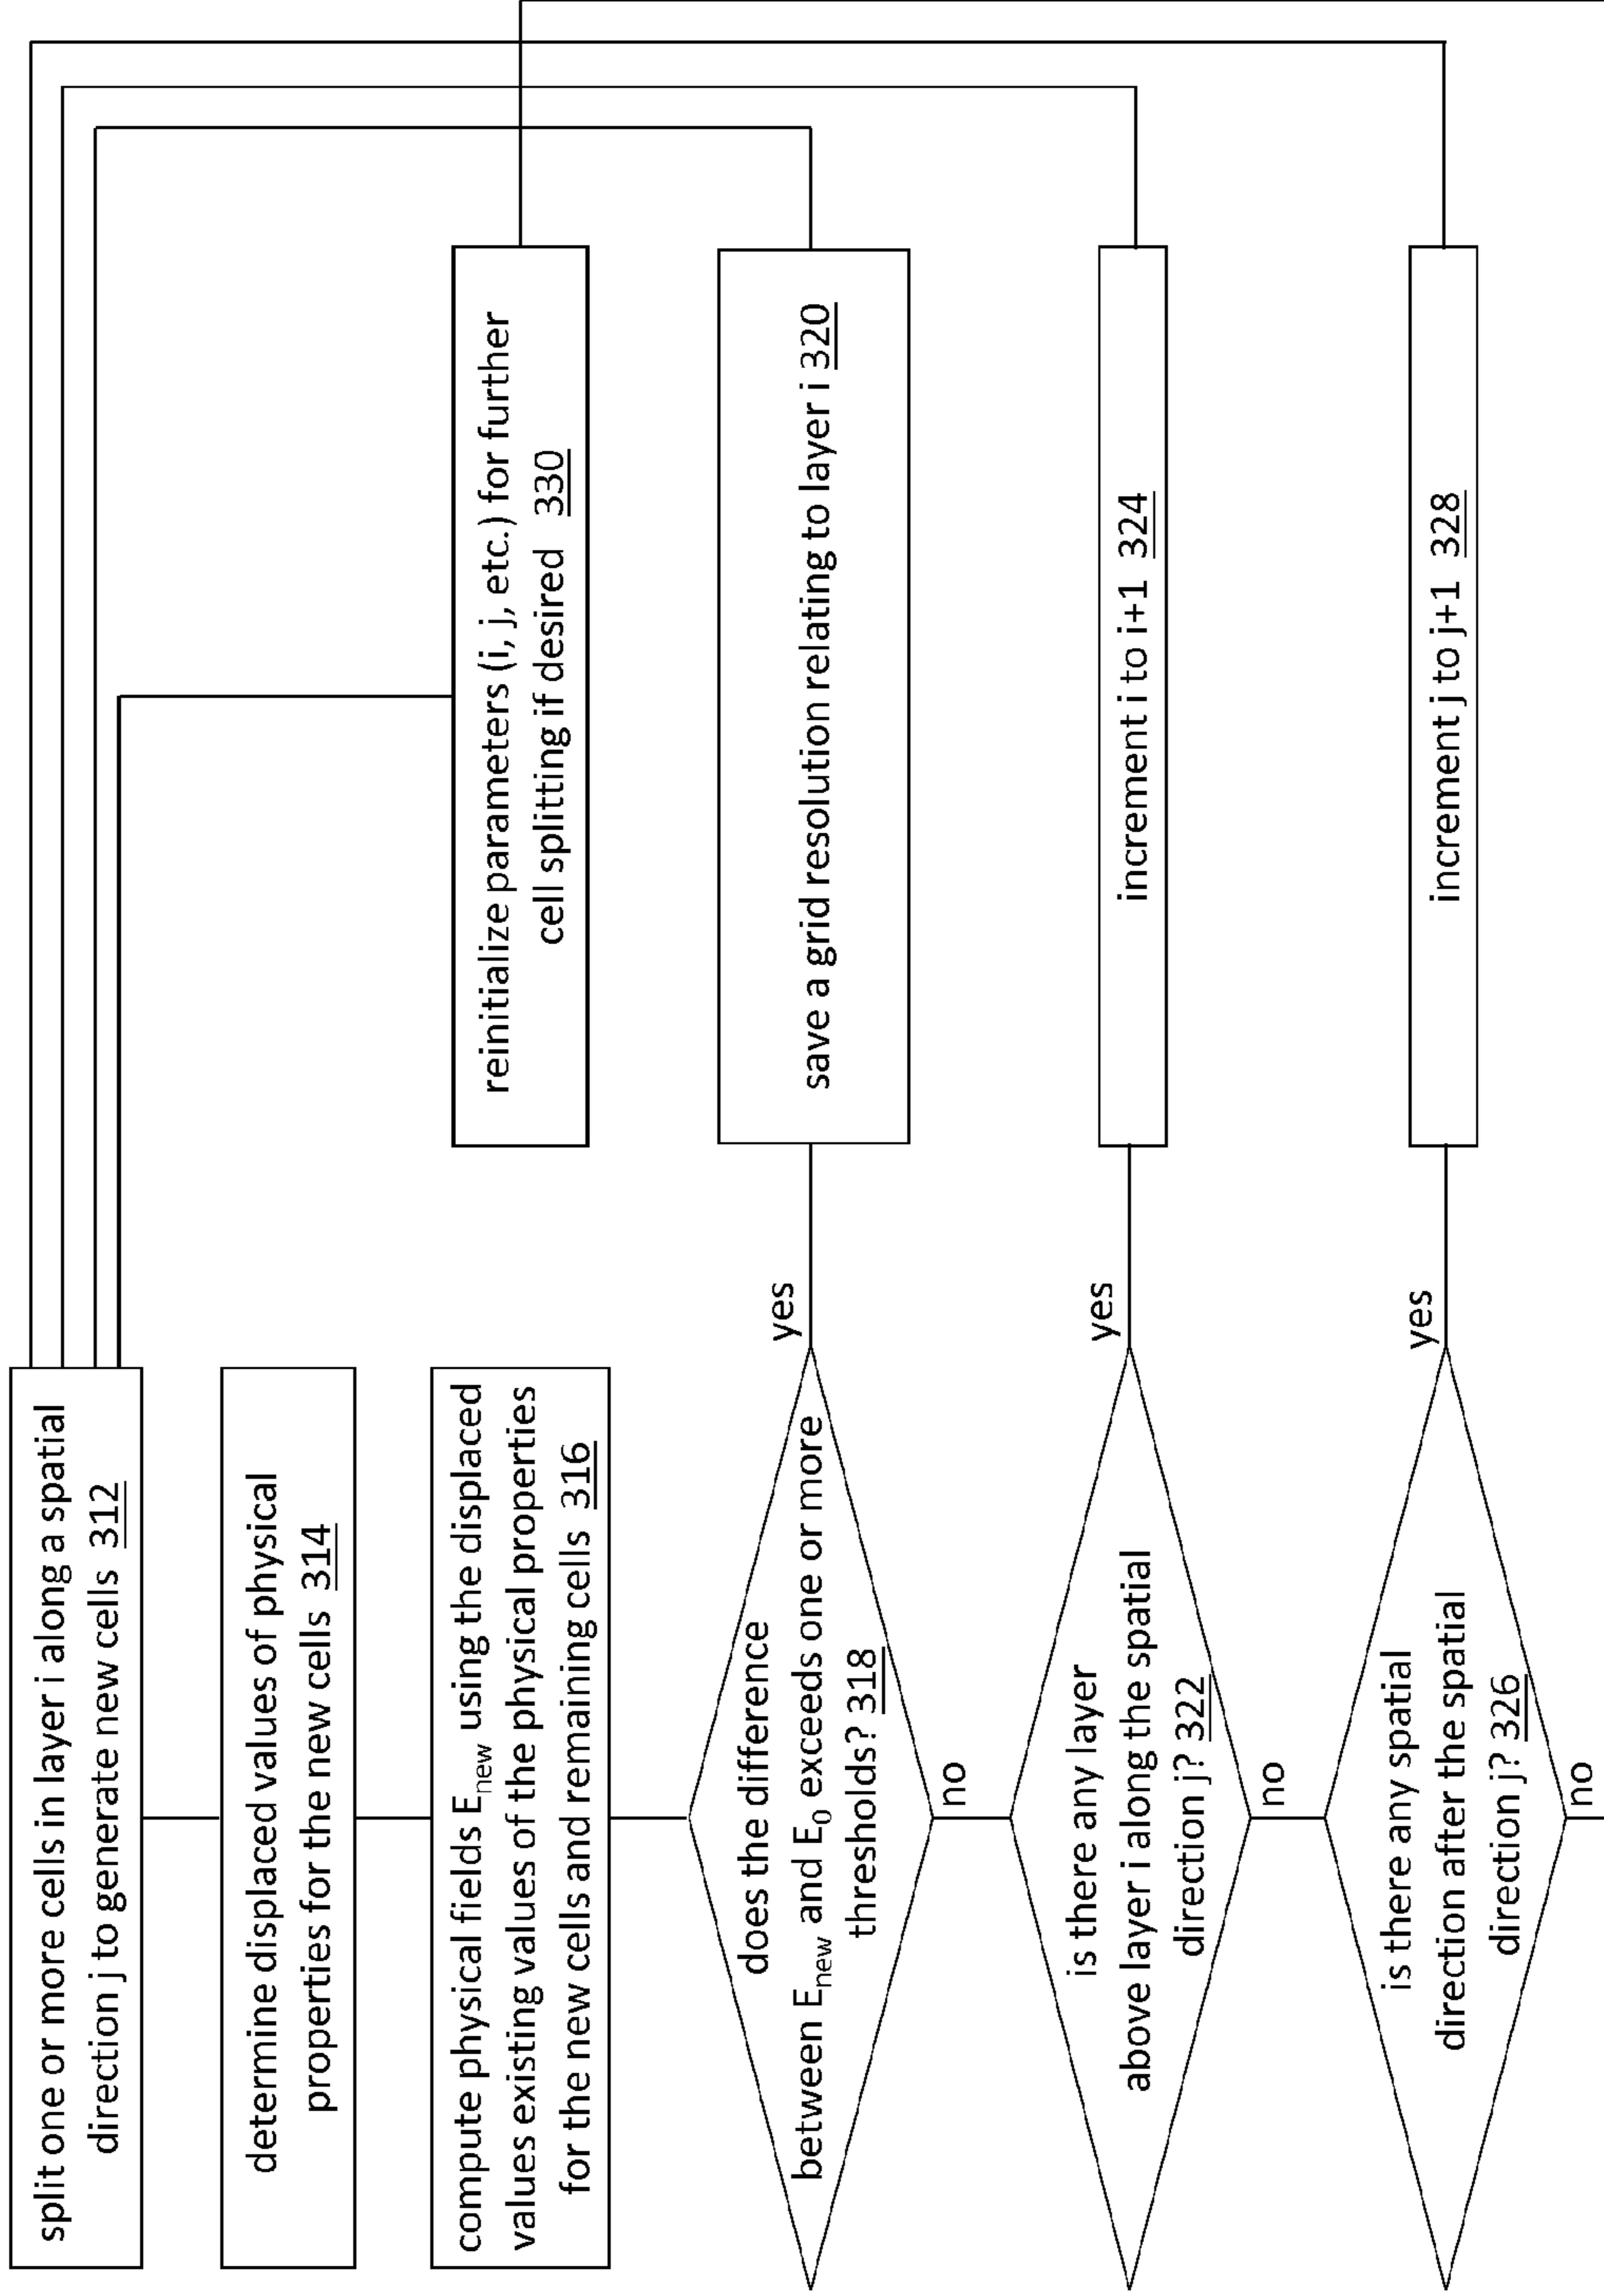 split one or more cells in layer i along a spatial
direction j to generate new cells 312
determine displaced values of physical
properties for the new cells 314
compute physical fields Enew using the displaced
values existing values of the physical properties
for the new cells and remaining cells 316
reinitialize parameters (i, j, etc.) for further
cell splitting if desired 330
does the difference
between Enew and E0 exceeds one or more
thresholds? 318
yes
save a grid resolution relating to layer i 320
no
is there any layer
above layer i along the spatial
direction j? 322
yes
increment i to i+1 324
no
is there any spatial
direction after the spatial
direction j? 326
yes
increment j to j+1 328
no